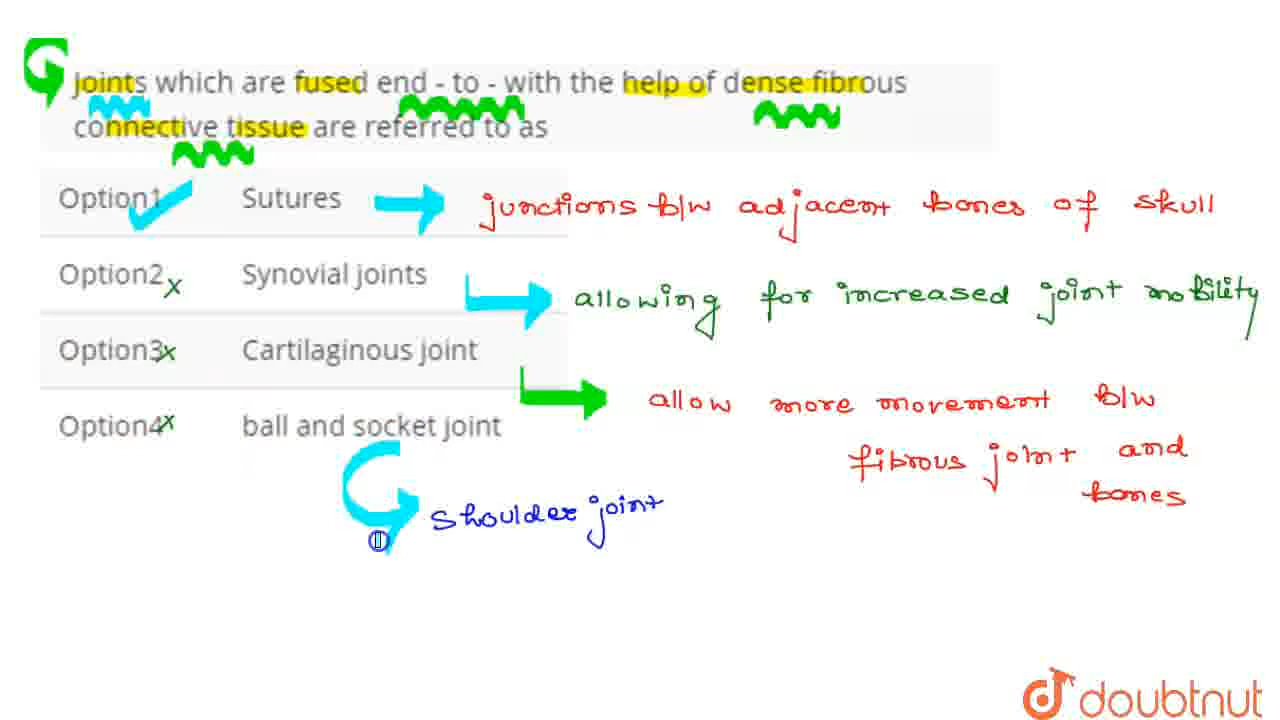 Joints which are fused end - to - with the help of dense fibrous
connective tissue are referred to as
Option1 Sutures junctions b/w adjacent bones of skull
Option2 x Synovial joints allowing for increased joint mobility
Option3 x Cartilaginous joint
allow more movement b/w
fibrous joint and
bones
Option4 x ball and socket joint
shoulder joint
doubtnut